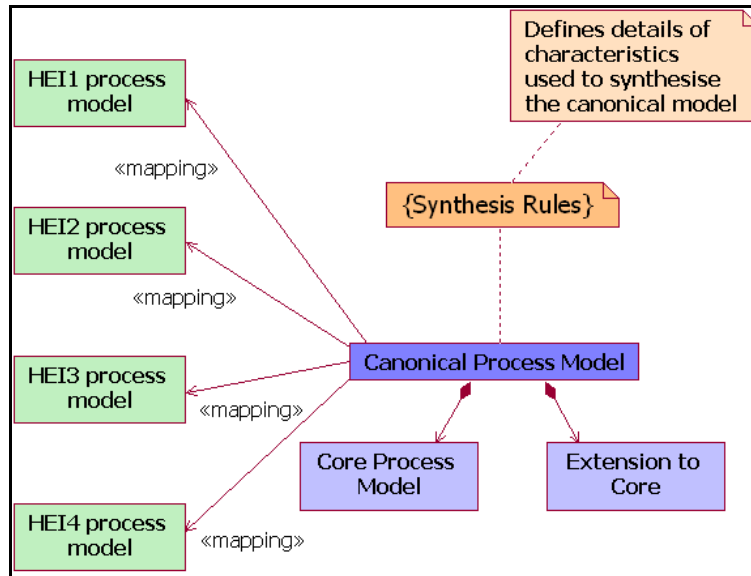 Defines details of
characteristics
used to synthesise
the canonical model
HEI1 process
model
«mapping»
{Synthesis Rules}
HEI2 process
model
«mapping»
Canonical Process Model
HEI3 process
model
«mapping»
Core Process
Model
Extension to
Core
HEI4 process
model
«mapping»